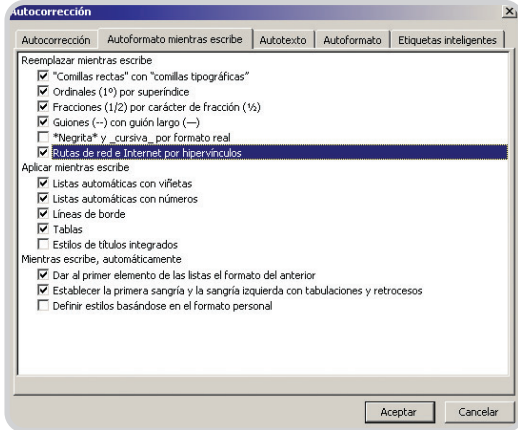 Autocorrección
Autocorrección
Autoformato mientras escribe
Autotexto
Autoformato
Etiquetas inteligentes
Reemplazar mientras escribe
"Comillas rectas" con “comillas tipográficas”
Ordinales (1º) por superíndice
Fracciones (1/2) por carácter de fracción (½)
Guiones (--) con guión largo (—)
*Negrita* y _cursiva_ por formato real
Rutas de red e Internet por hipervínculos
Aplicar mientras escribe
Listas automáticas con viñetas
Listas automáticas con números
Líneas de borde
Tablas
Estilos de títulos integrados
Mientras escribe, automáticamente
Dar al primer elemento de las listas el formato del anterior
Establecer la primera sangría y la sangría izquierda con tabulaciones y retrocesos
Definir estilos basándose en el formato personal
Aceptar
Cancelar